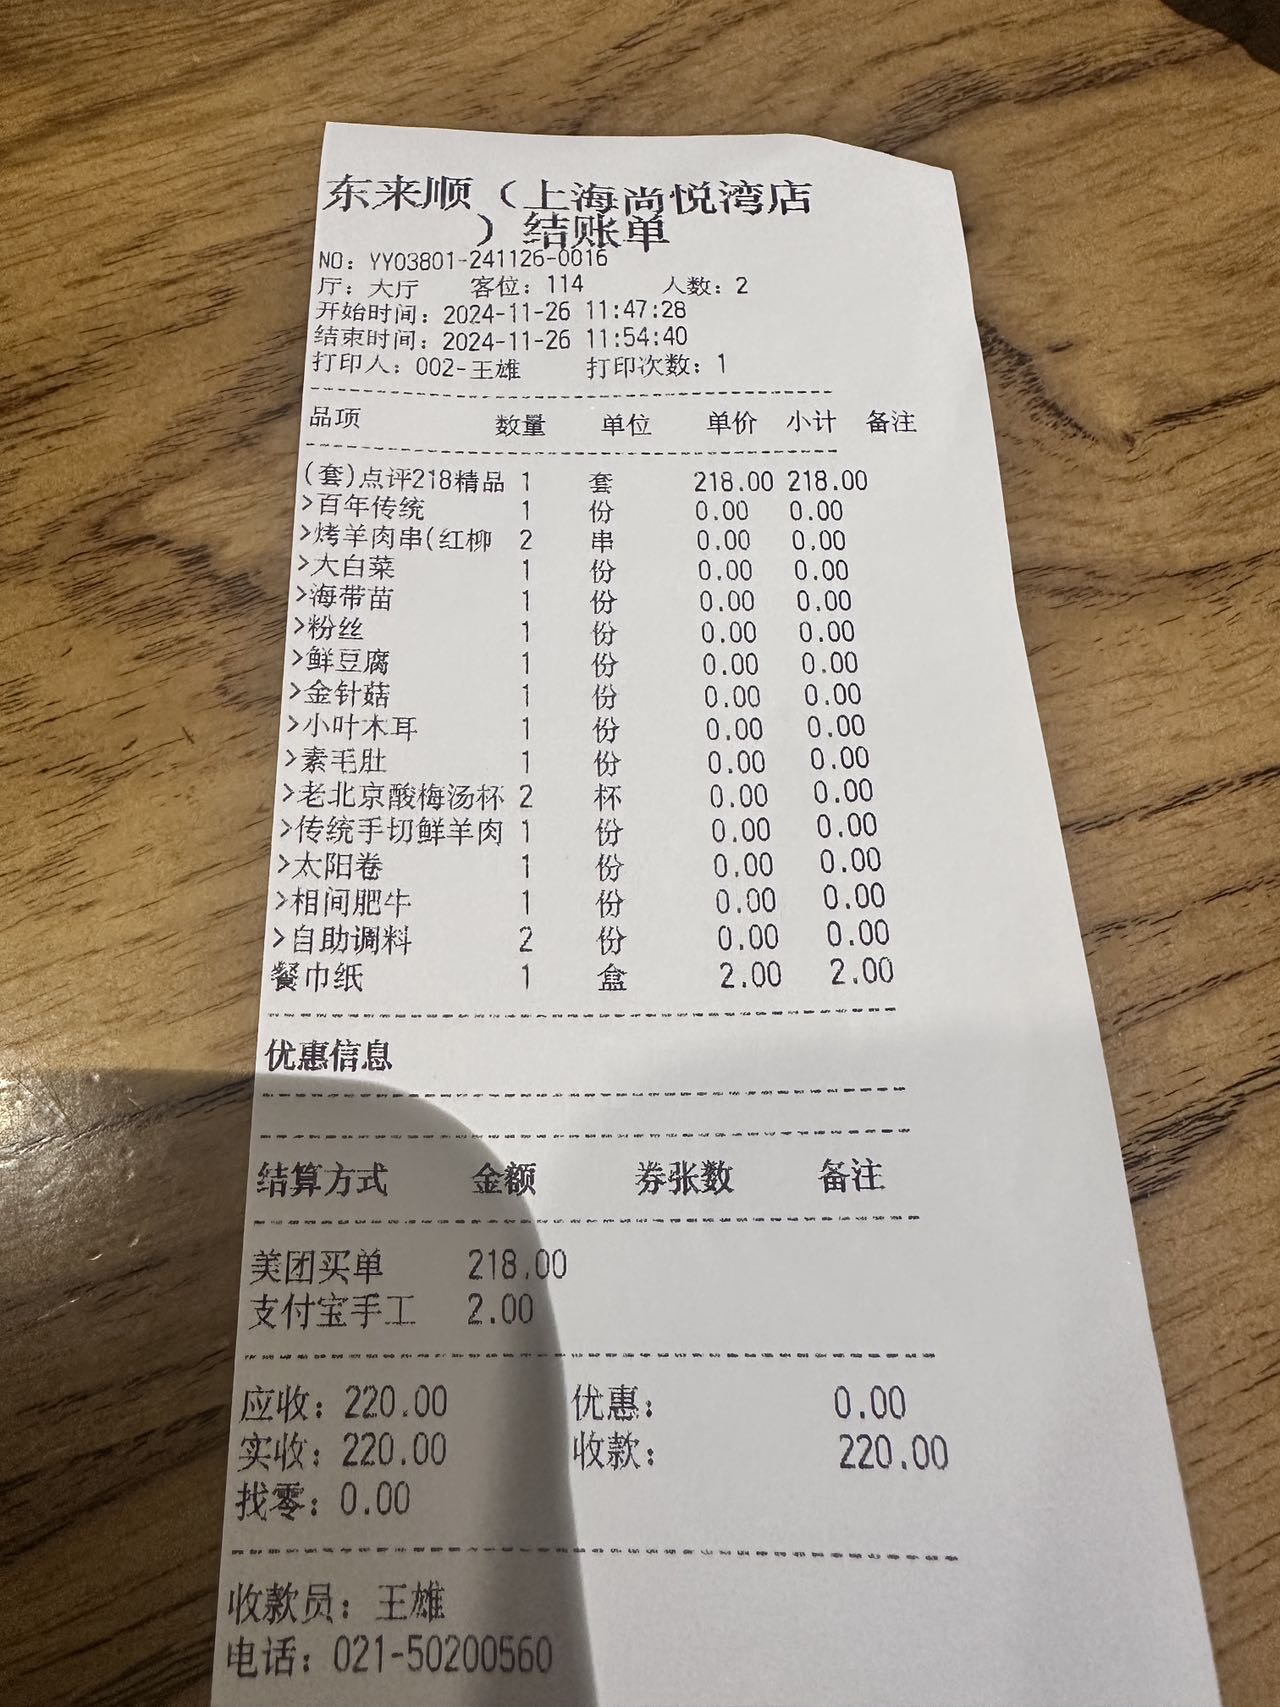 东来顺（上海尚悦湾店
）结账单
NO：YY03801-241126-0016
厅：大厅 客位：114 人数：2
开始时间：2024-11-26 11:47:28
结束时间：2024-11-26 11:54:40
打印人：002-王雄 打印次数：1
品项 数量 单位 单价 小计 备注
(套)点评218精品 1 套 218.00 218.00
>百年传统 1 份 0.00 0.00
>烤羊肉串(红柳 2 串 0.00 0.00
>大白菜 1 份 0.00 0.00
>海带苗 1 份 0.00 0.00
>粉丝 1 份 0.00 0.00
>鲜豆腐 1 份 0.00 0.00
>金针菇 1 份 0.00 0.00
>小叶木耳 1 份 0.00 0.00
>素毛肚 1 份 0.00 0.00
>老北京酸梅汤杯 2 杯 0.00 0.00
>传统手切鲜羊肉 1 份 0.00 0.00
>太阳卷 1 份 0.00 0.00
>相间肥牛 1 份 0.00 0.00
>自助调料 2 份 0.00 0.00
餐巾纸 1 盒 2.00 2.00
优惠信息
结算方式 金额 券张数 备注
美团买单 218.00
支付宝手工 2.00
应收：220.00 优惠： 0.00
实收：220.00 收款： 220.00
找零：0.00
收款员：王雄
电话：021-50200560